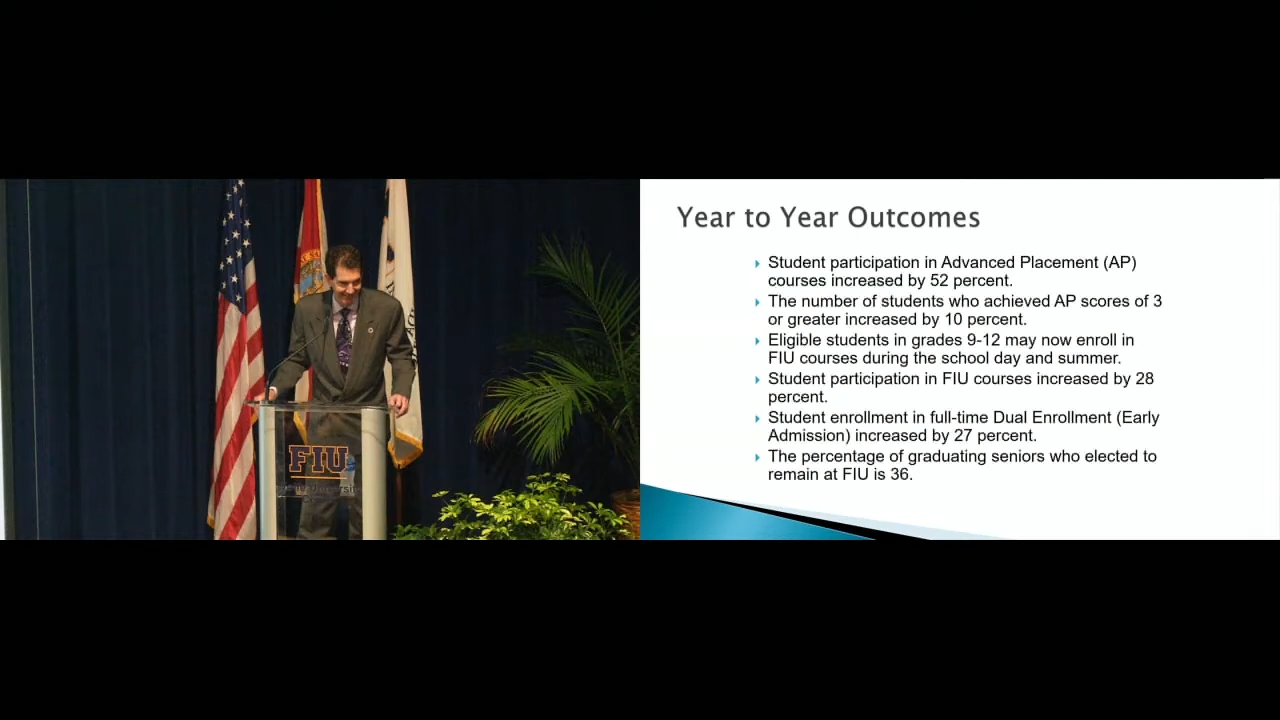 FIU
Year to Year Outcomes
Student participation in Advanced Placement (AP)
courses increased by 52 percent.
The number of students who achieved AP scores of 3
or greater increased by 10 percent.
Eligible students in grades 9-12 may now enroll in
FIU courses during the school day and summer.
Student participation in FIU courses increased by 28
percent.
Student enrollment in full-time Dual Enrollment (Early
Admission) increased by 27 percent.
The percentage of graduating seniors who elected to
remain at FIU is 36.